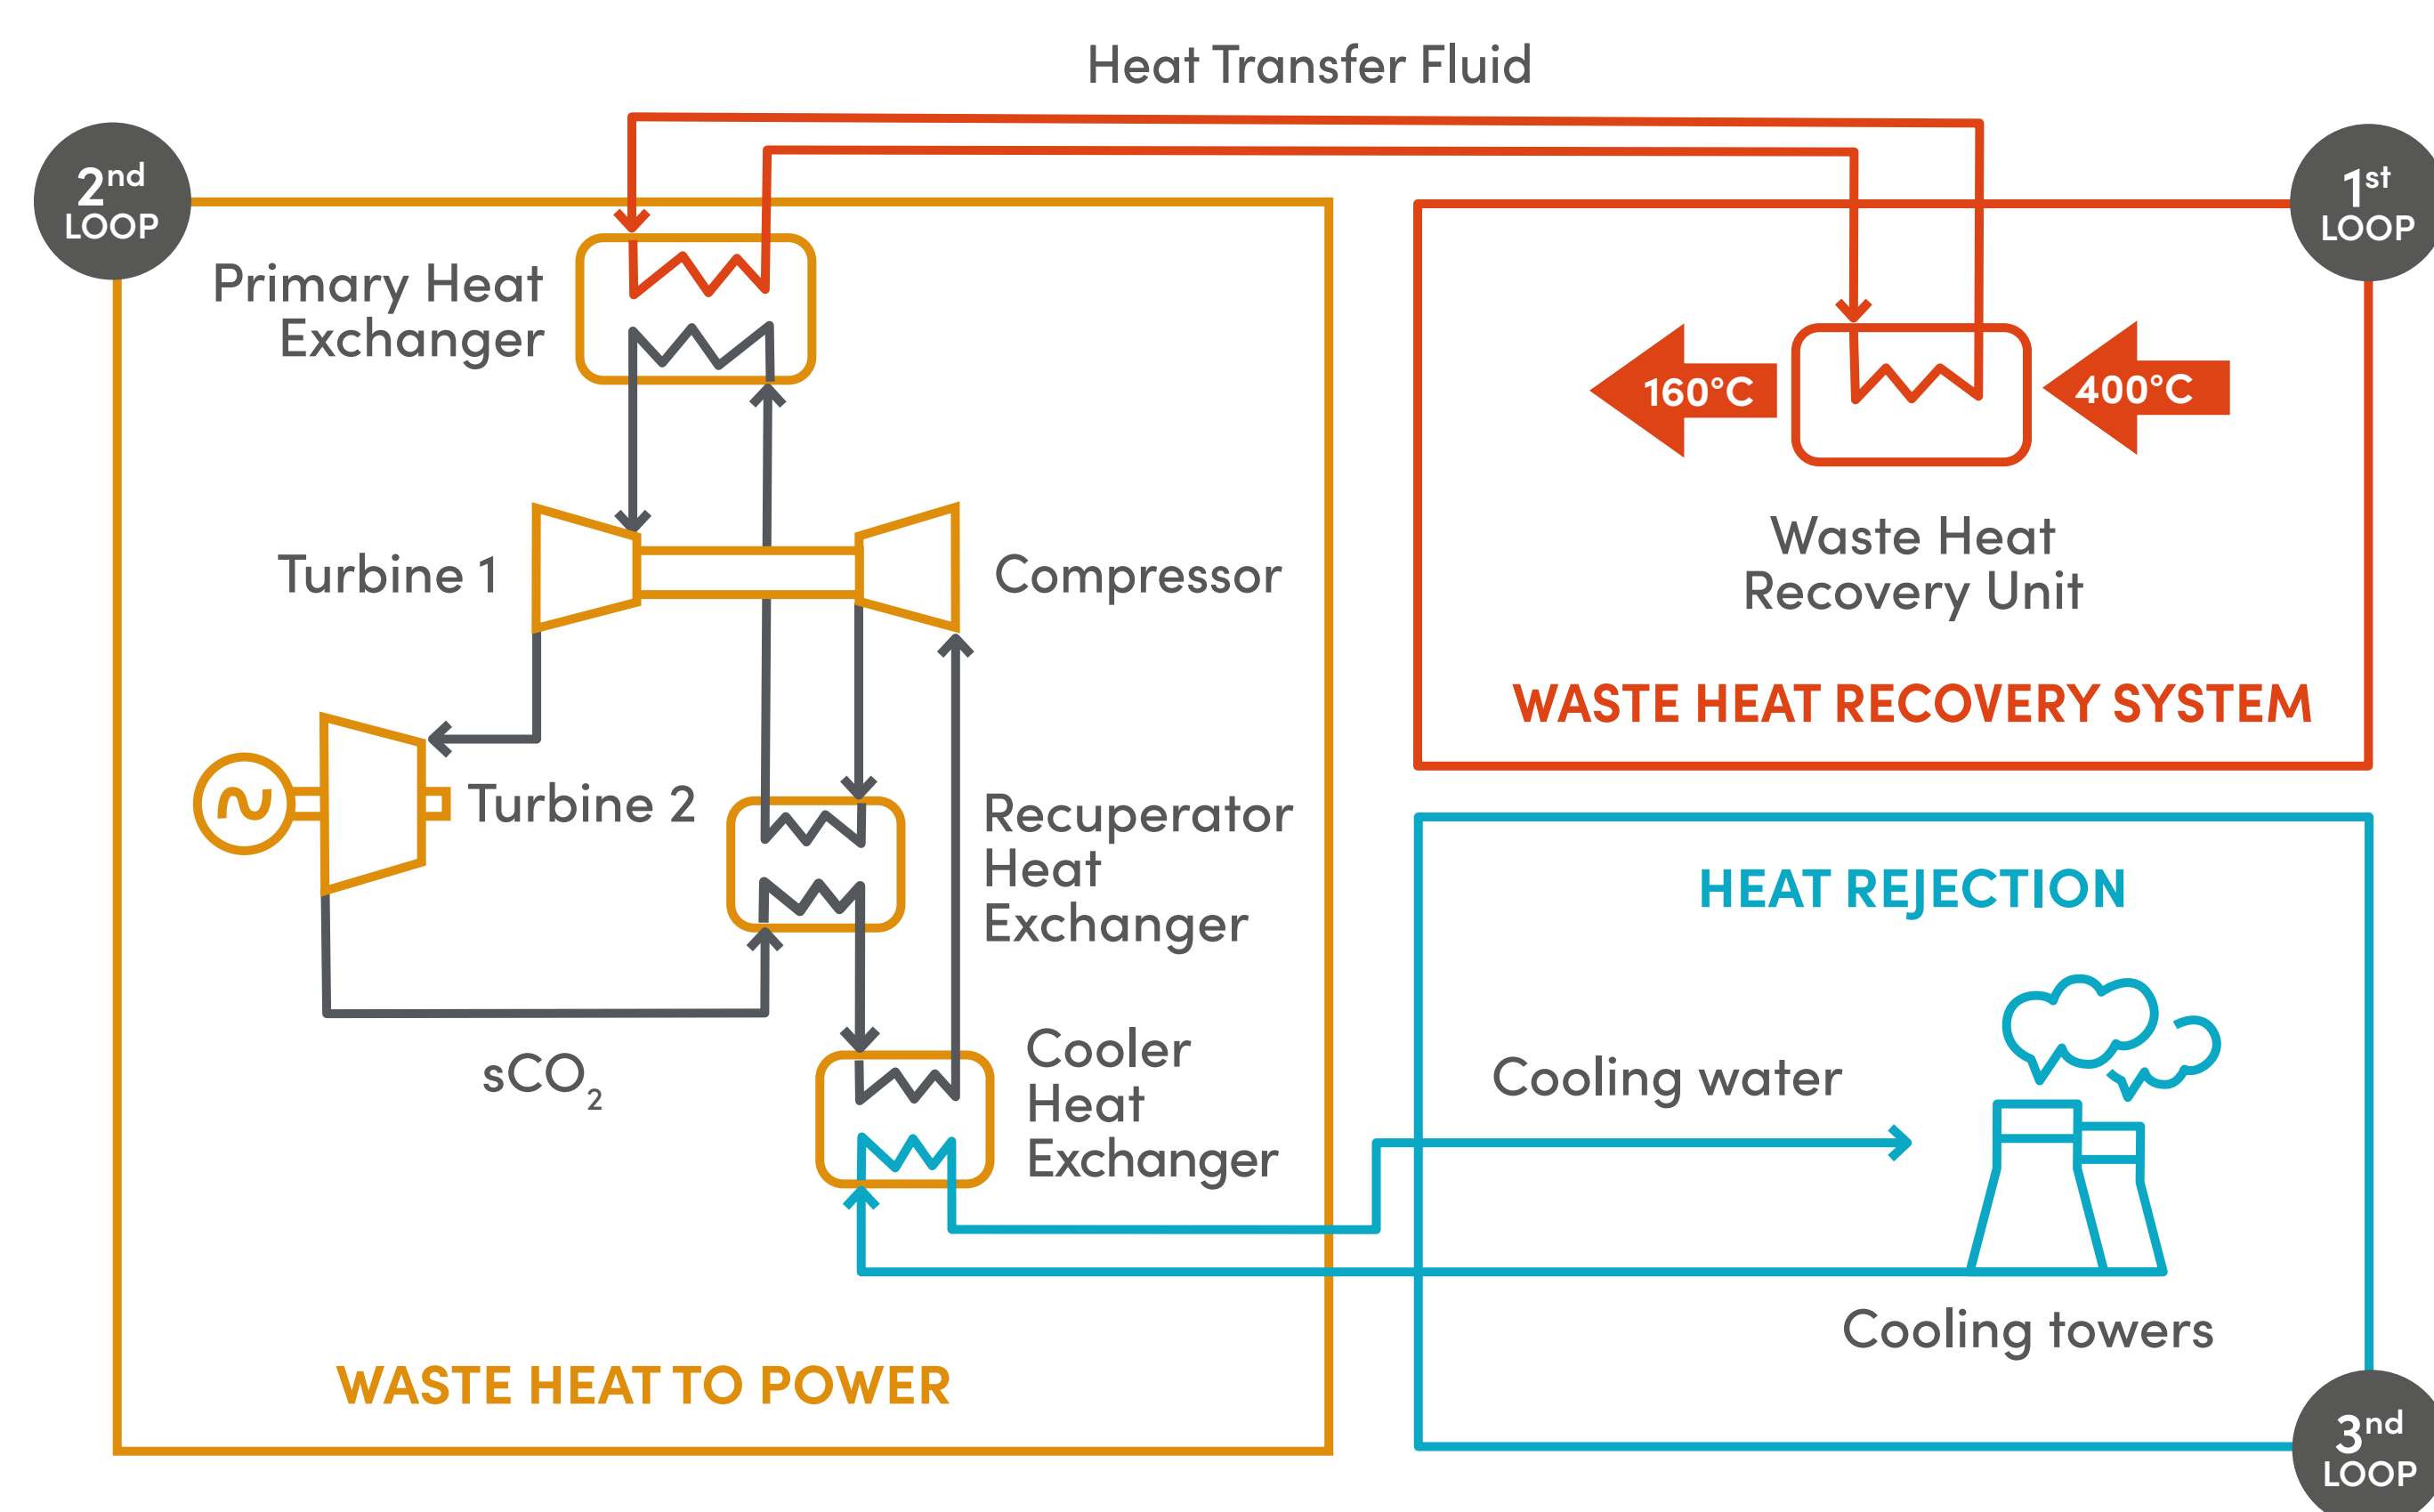 Heat Transfer Fluid
2nd
LOOP
1st
LOOP
Primary Heat
Exchanger
160°C
400°C
Turbine 1
Compressor
Waste Heat
Recovery Unit
WASTE HEAT RECOVERY SYSTEM
Turbine 2
Recuperator
Heat
Exchanger
HEAT REJECTION
sCO₂
Cooler
Heat
Exchanger
Cooling water
Cooling towers
WASTE HEAT TO POWER
3nd
LOOP